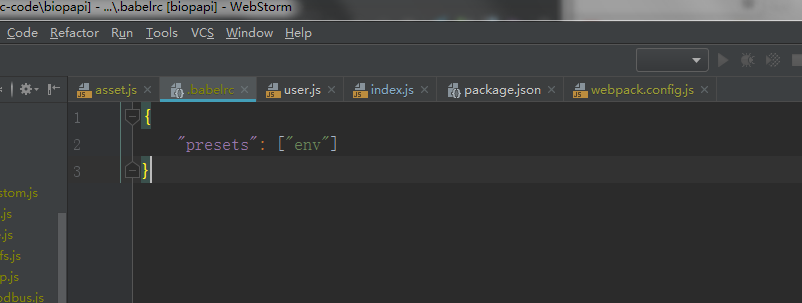 c-code\biopapi] - ...\.babelrc [biopapi] - WebStorm
Code Refactor Run Tools VCS Window Help
asset.js .babelrc user.js index.js package.json webpack.config.js
1 {
2 "presets": ["env"]
3 }
stom.js
.js
e.js
fs.js
p.js
odbus.js